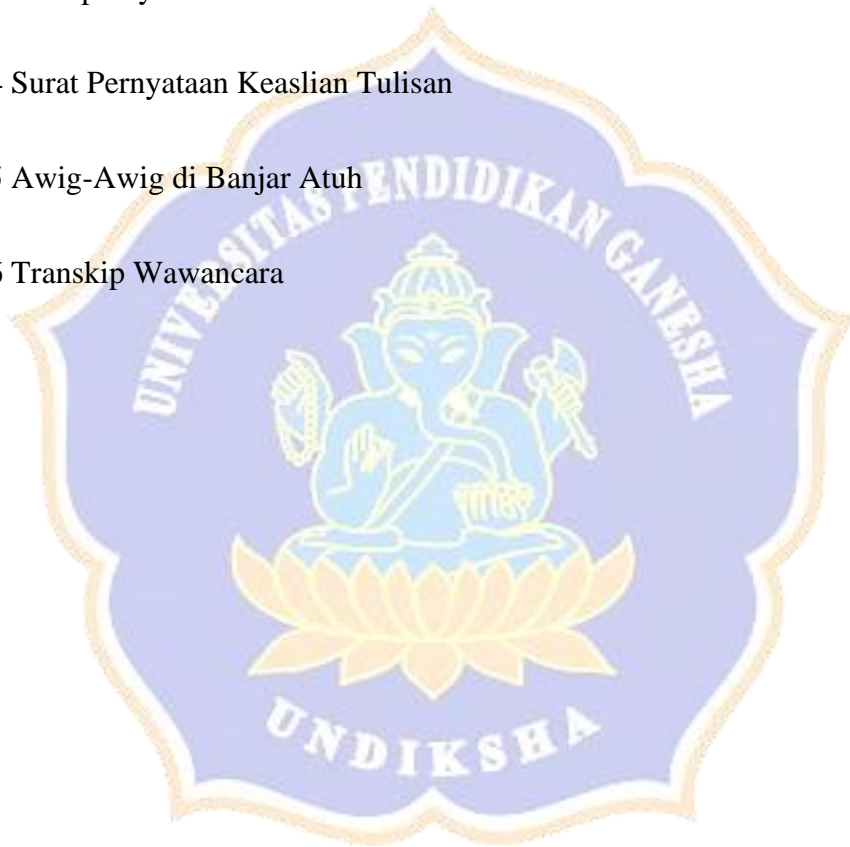 Surat Pernyataan Keaslian Tulisan
Awig-Awig di Banjar Atuh
Transkip Wawancara
UNIVERSITAS PENDIDIKAN GANESHA
UNDIKSHA